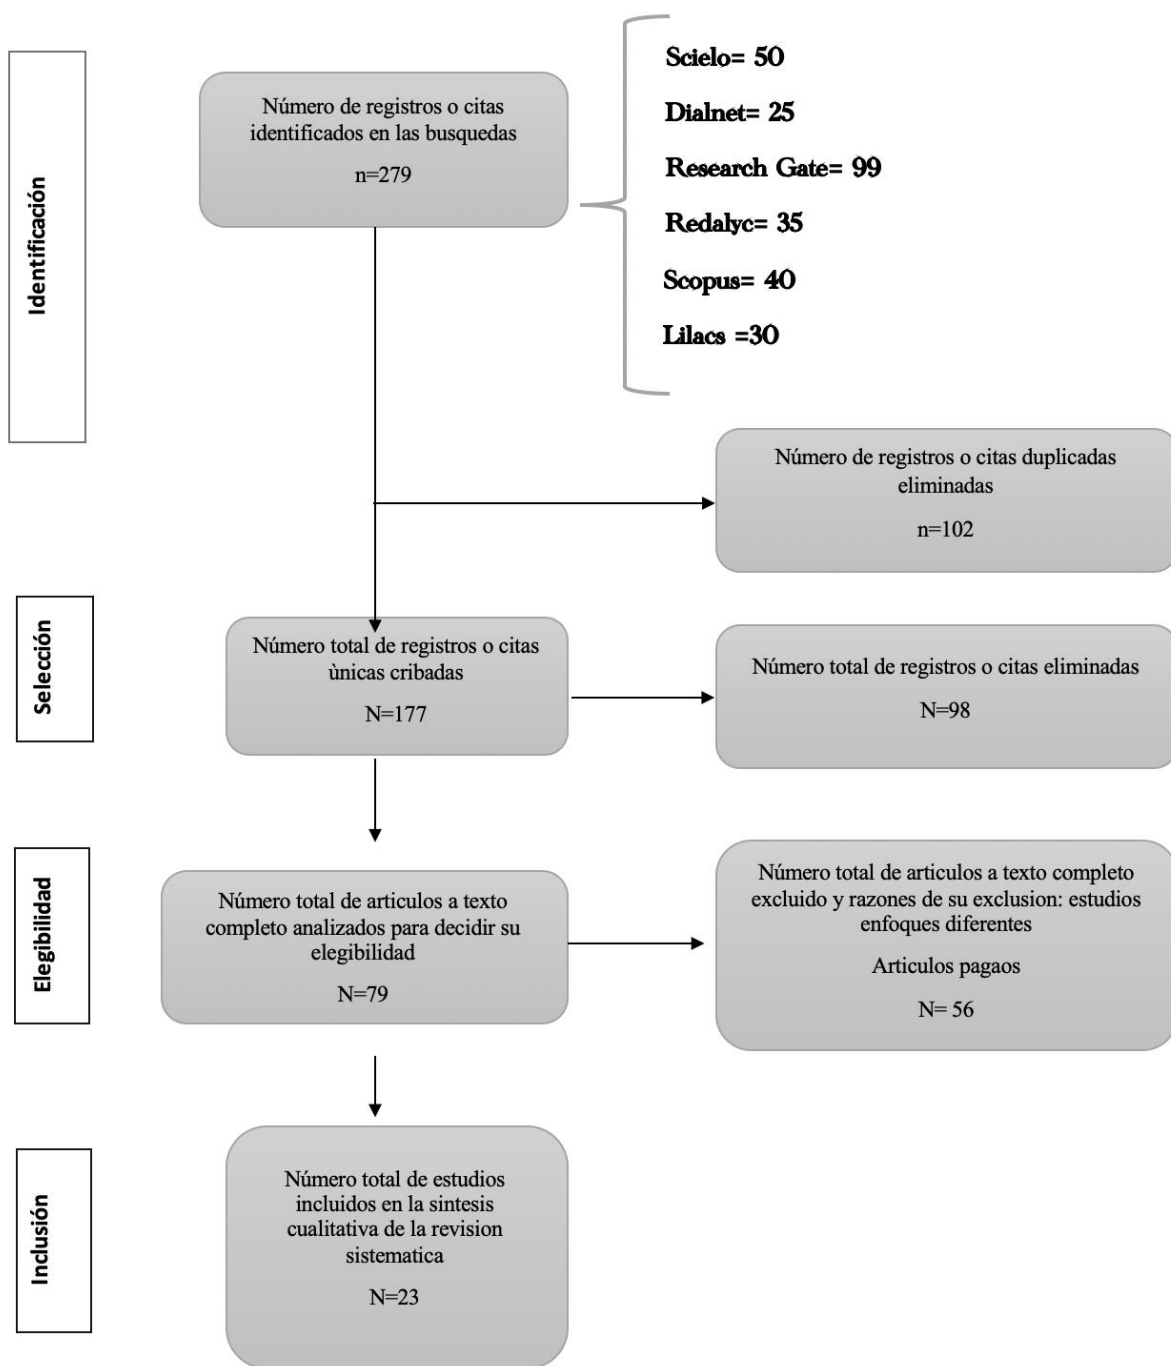 Identificación
Número de registros o citas
identificados en las busquedas
n=279
Scielo= 50
Dialnet= 25
Research Gate= 99
Redalyc= 35
Scopus= 40
Lilacs =30
Número de registros o citas duplicadas
eliminadas
n=102
Selección
Número total de registros o citas
ùnicas cribadas
N=177
Número total de registros o citas eliminadas
N=98
Elegibilidad
Número total de articulos a texto
completo analizados para decidir su
elegibilidad
N=79
Número total de articulos a texto completo
excluido y razones de su exclusion: estudios
enfoques diferentes
Articulos pagaos
N= 56
Inclusión
Número total de estudios
incluidos en la sintesis
cualitativa de la revision
sistematica
N=23